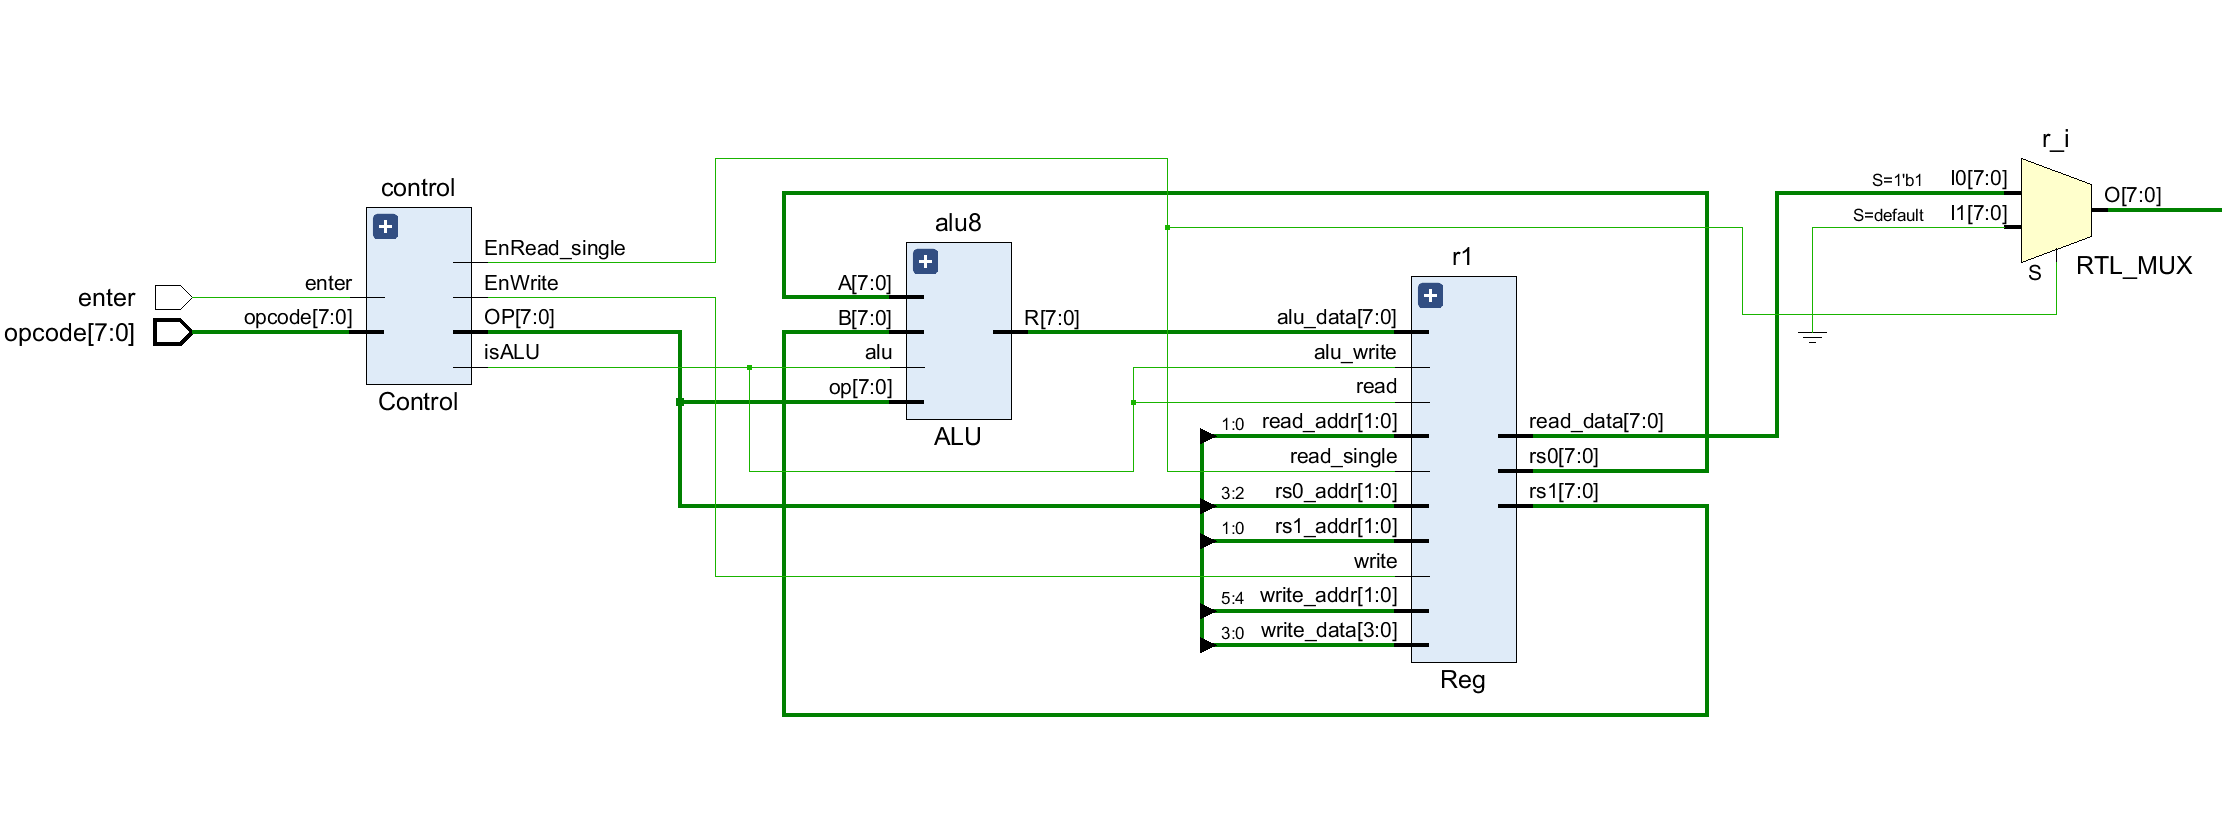 enter
opcode[7:0]
control
enter
opcode[7:0]
EnRead_single
EnWrite
OP[7:0]
isALU
Control
alu8
A[7:0]
B[7:0]
alu
op[7:0]
R[7:0]
ALU
r1
alu_data[7:0]
alu_write
read
1:0 read_addr[1:0]
read_single
3:2 rs0_addr[1:0]
1:0 rs1_addr[1:0]
write
5:4 write_addr[1:0]
3:0 write_data[3:0]
read_data[7:0]
rs0[7:0]
rs1[7:0]
Reg
r_i
S=1'b1 I0[7:0]
S=default I1[7:0]
O[7:0]
S
RTL_MUX